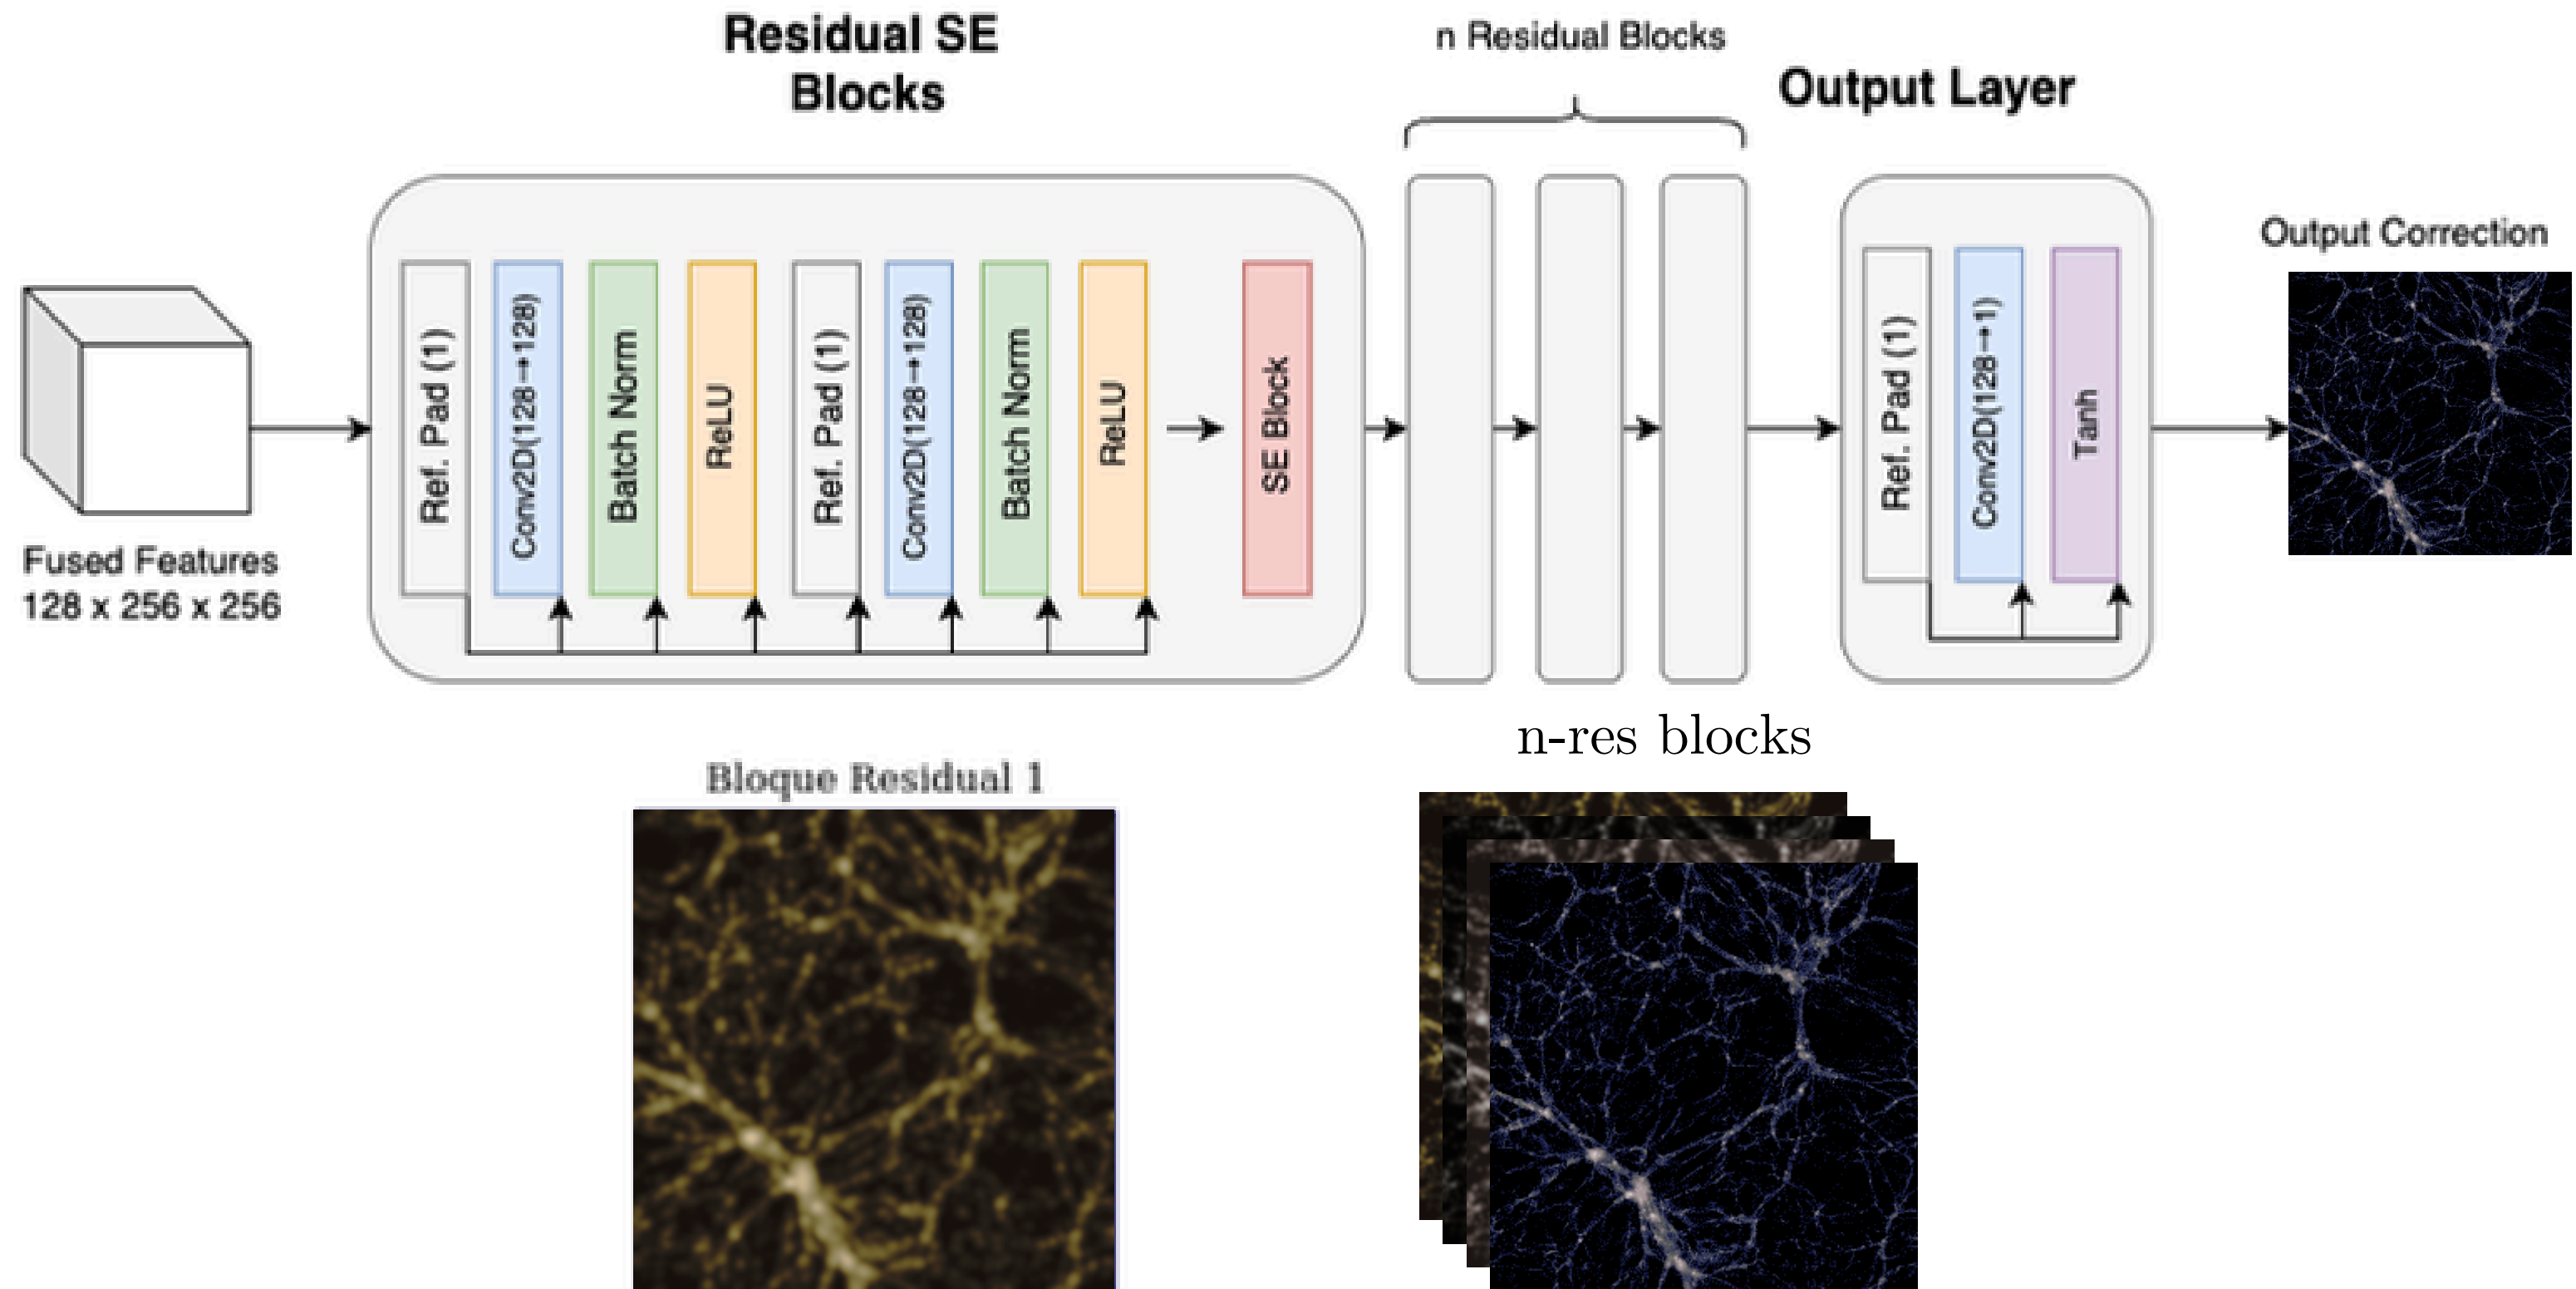 Residual SE
Blocks
n Residual Blocks
Output Layer
Output Correction
Ref. Pad (1)
Conv2D(128→128)
Batch Norm
ReLU
Ref. Pad (1)
Conv2D(128→128)
Batch Norm
ReLU
SE Block
Ref. Pad (1)
Conv2D(128→1)
Tanh
Fused Features
128 x 256 x 256
n-res blocks
Bloque Residual 1